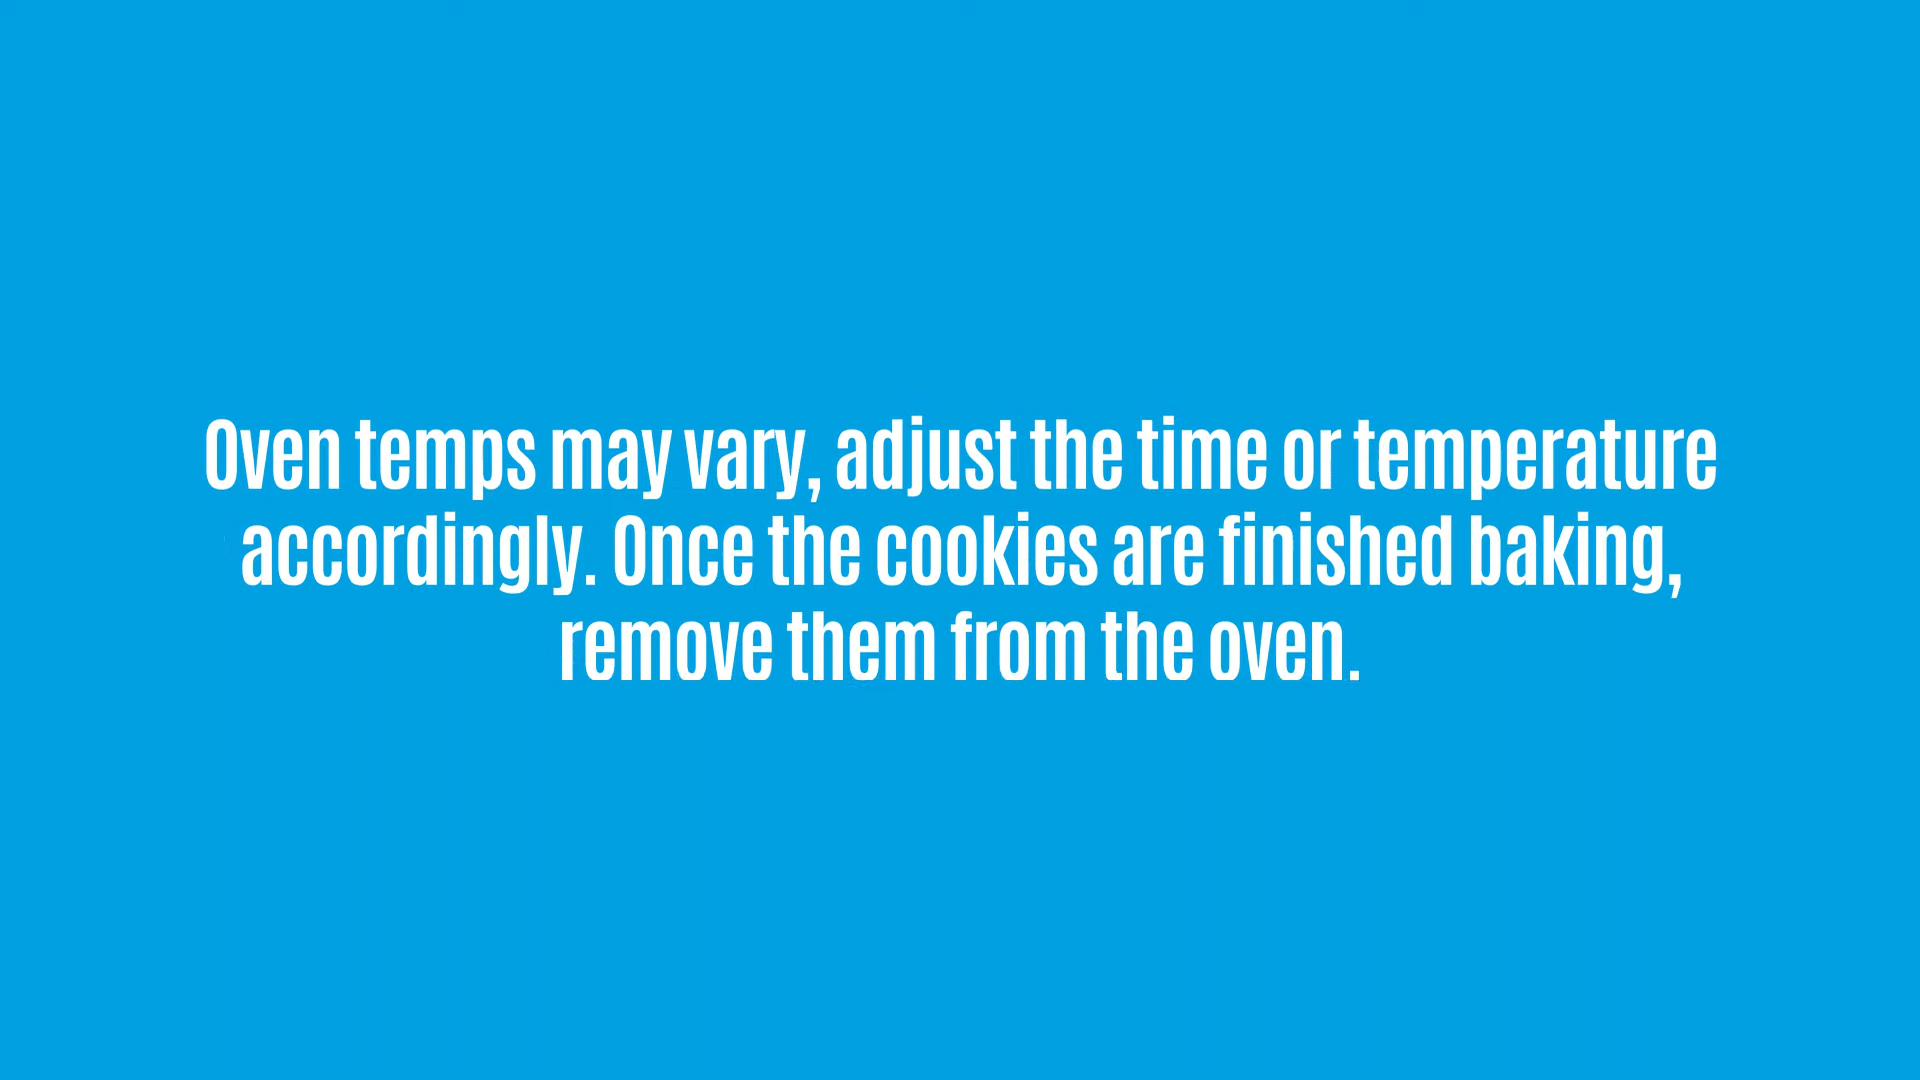 Oven temps may vary, adjust the time or temperature
accordingly. Once the cookies are finished baking,
remove them from the oven.